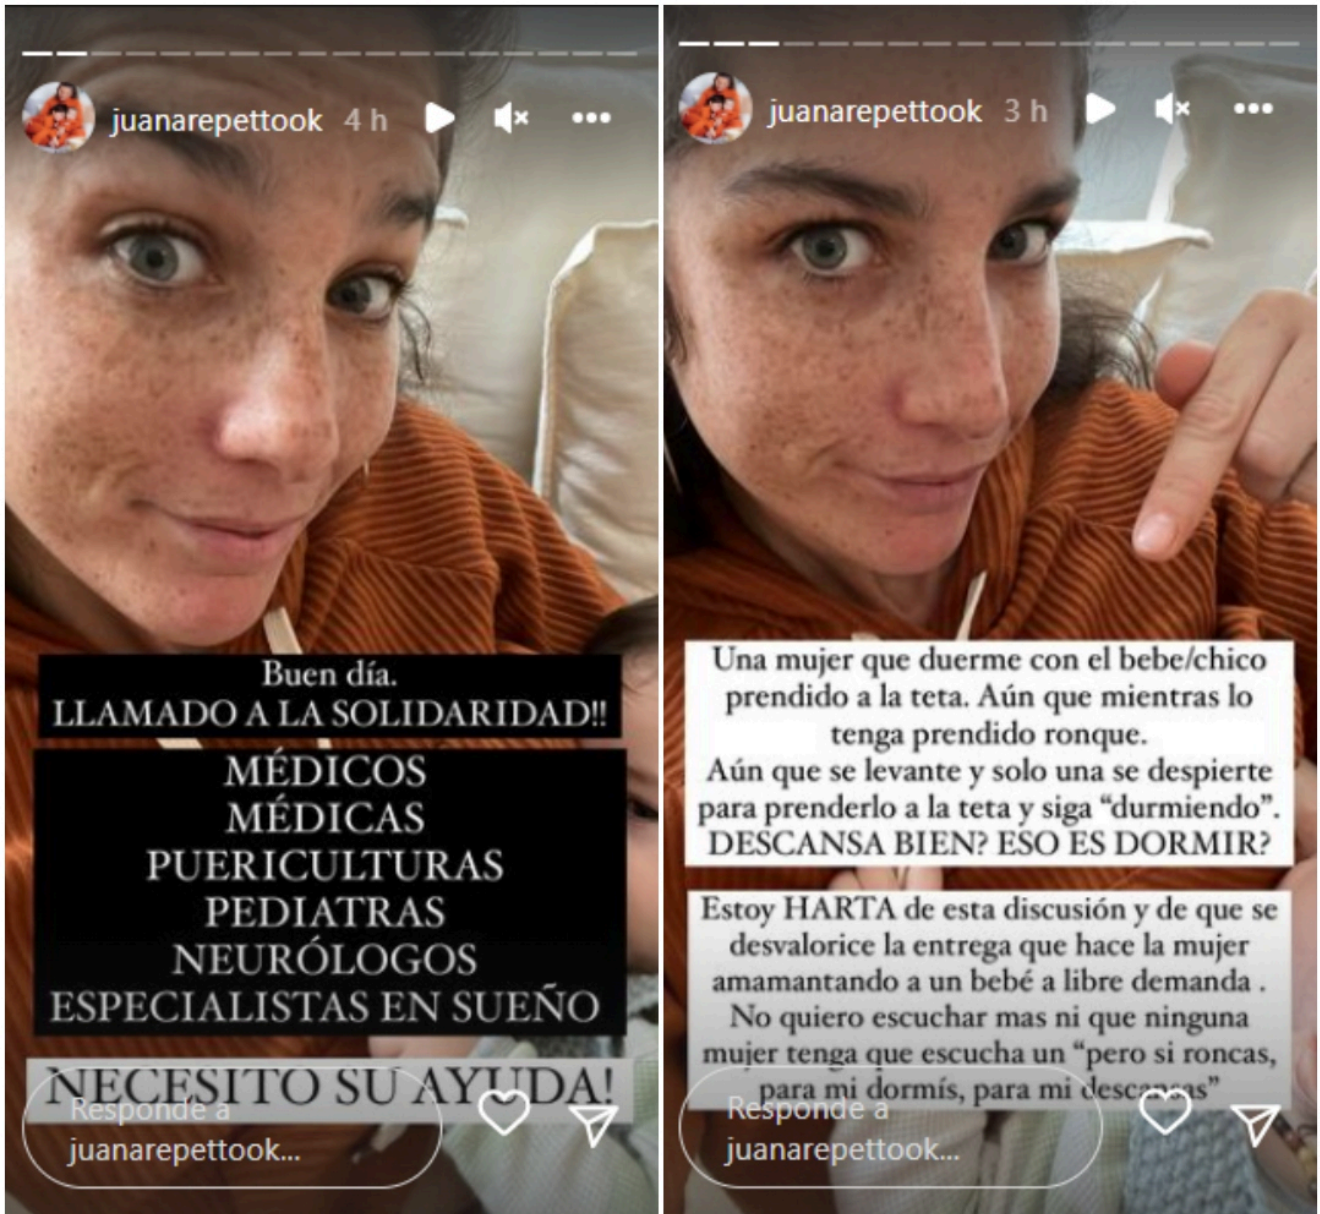 juanarepettook 4 h
Buen día.
LLAMADO A LA SOLIDARIDAD!!
MÉDICOS
MÉDICAS
PUERICULTURAS
PEDIATRAS
NEURÓLOGOS
ESPECIALISTAS EN SUEÑO
NECESITO SU AYUDA!
Responde a
juanarepettook...
juanarepettook 3 h
Una mujer que duerme con el bebe/chico
prendido a la teta. Aún que mientras lo
tenga prendido ronque.
Aún que se levante y solo una se despierte
para prenderlo a la teta y siga “durmiendo”.
DESCANSA BIEN? ESO ES DORMIR?
Estoy HARTA de esta discusión y de que se
desvalorice la entrega que hace la mujer
amamantando a un bebé a libre demanda .
No quiero escuchar mas ni que ninguna
mujer tenga que escucha un “pero si roncas,
para mi dormís, para mi descansas”
Responde a
juanarepettook...